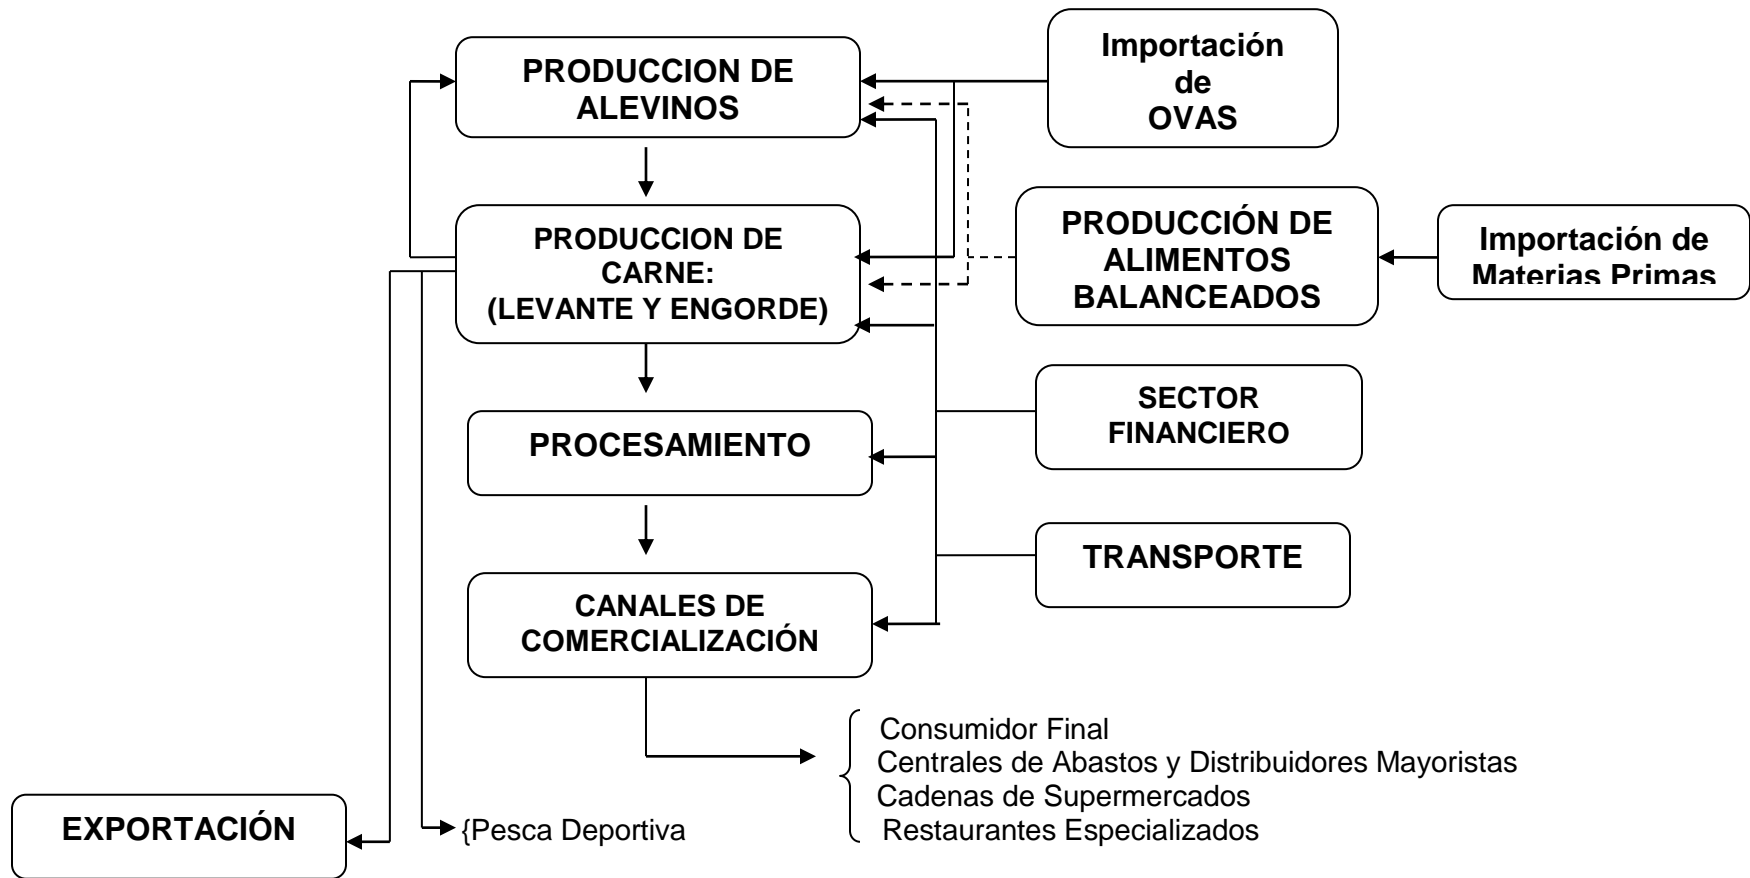 PRODUCCION DE
ALEVINOS
Importación
de
OVAS
PRODUCCION DE
CARNE:
(LEVANTE Y ENGORDE)
PRODUCCIÓN DE
ALIMENTOS
BALANCEADOS
Importación de
Materias Primas
PROCESAMIENTO
SECTOR
FINANCIERO
TRANSPORTE
CANALES DE
COMERCIALIZACIÓN
Consumidor Final
Centrales de Abastos y Distribuidores Mayoristas
Cadenas de Supermercados
Restaurantes Especializados
EXPORTACIÓN
{Pesca Deportiva